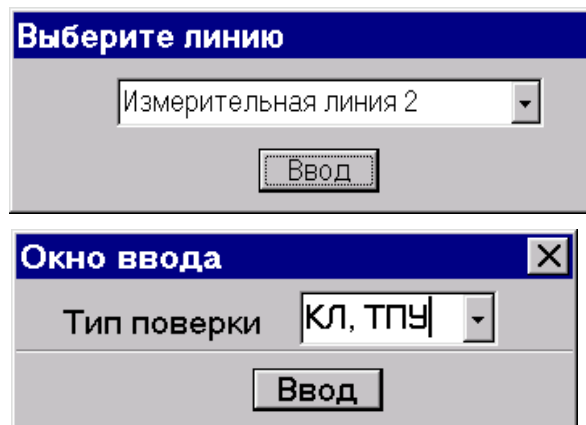 Выберите линию
Измерительная линия 2
Ввод
Окно ввода
Тип поверки КЛ, ТПУ
Ввод